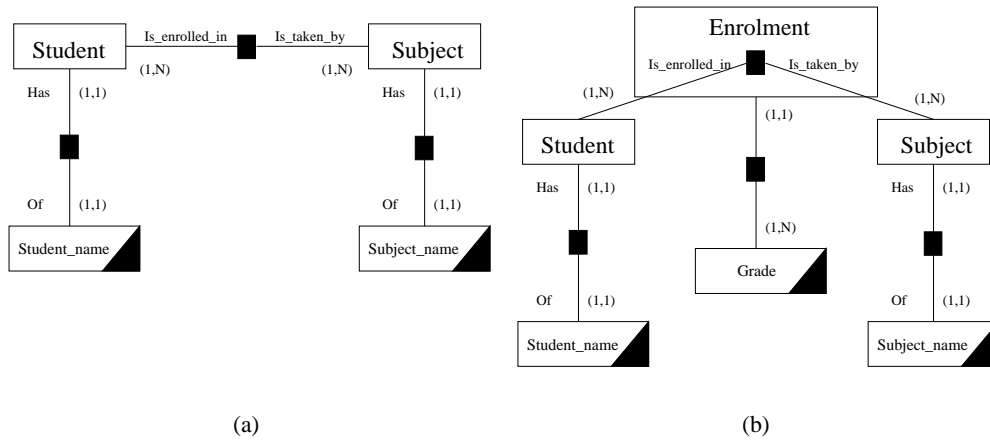 Student Is_enrolled_in Is_taken_by Subject
(1,N) (1,N)
Has (1,1) Has (1,1)
Of (1,1) Of (1,1)
Student_name Subject_name
(a)
Enrolment
Is_enrolled_in Is_taken_by
(1,N) (1,1) (1,N)
Student Subject
Has (1,1) Has (1,1)
(1,N)
Grade
Of (1,1) Of (1,1)
Student_name Subject_name
(b)